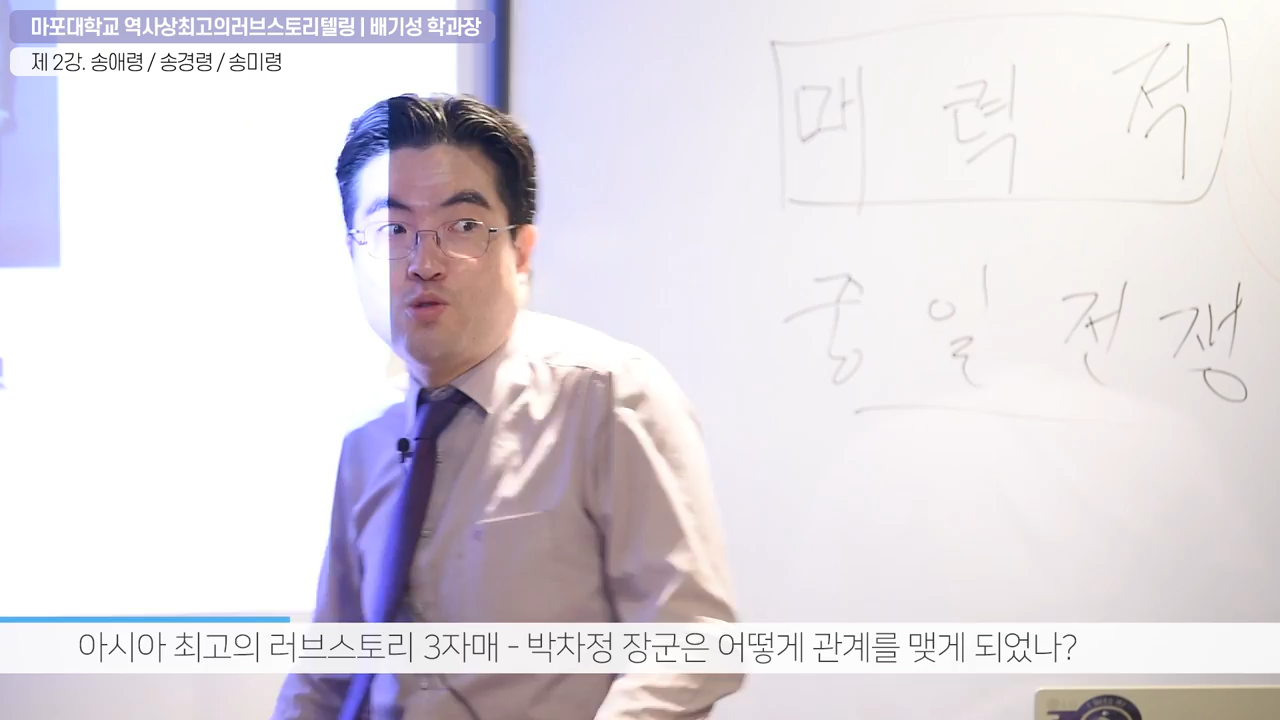 마포대학교 역사상최고의러브스토리텔링 | 배기성 학과장
제 2강. 송애령 / 송경령 / 송미령
매력적
중일전쟁
아시아 최고의 러브스토리 3자매 - 박차정 장군은 어떻게 관계를 맺게 되었나?